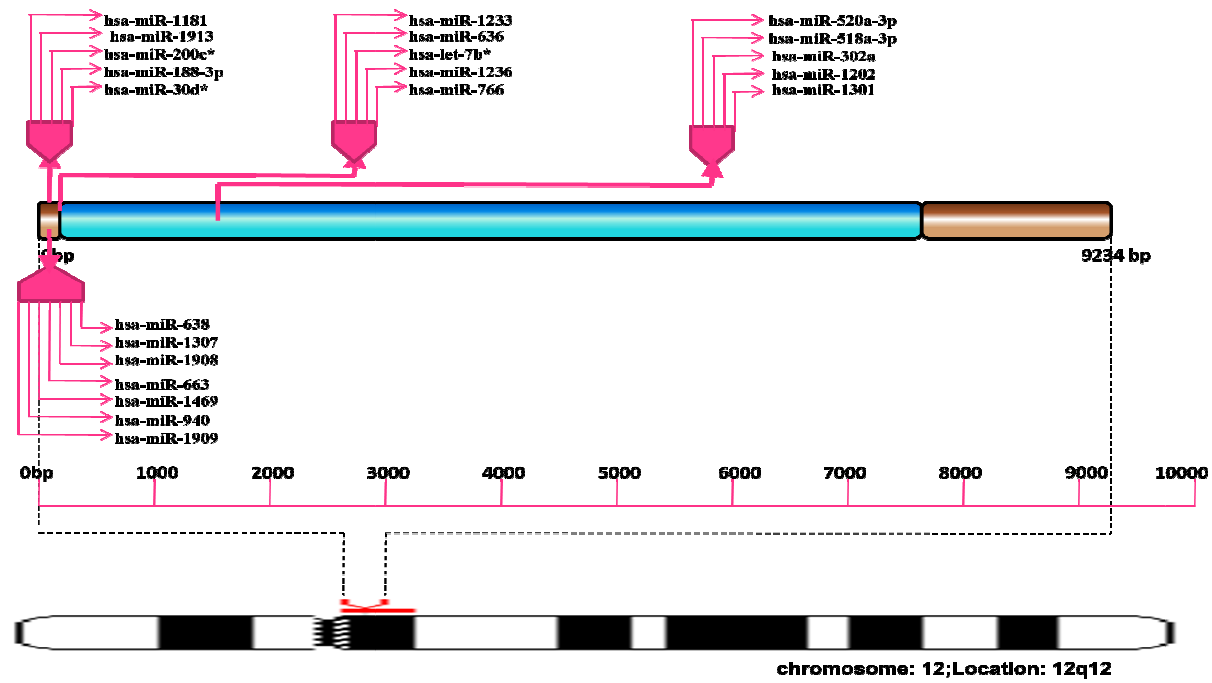 hsa-miR-1181
hsa-miR-1913
hsa-miR-200c*
hsa-miR-188-3p
hsa-miR-30d*
hsa-miR-1233
hsa-miR-636
hsa-let-7b*
hsa-miR-1236
hsa-miR-766
hsa-miR-520a-3p
hsa-miR-518a-3p
hsa-miR-302a
hsa-miR-1202
hsa-miR-1301
0bp
9234 bp
hsa-miR-638
hsa-miR-1307
hsa-miR-1908
hsa-miR-663
hsa-miR-1469
hsa-miR-940
hsa-miR-1909
0bp 1000 2000 3000 4000 5000 6000 7000 8000 9000 10000
chromosome: 12;Location: 12q12